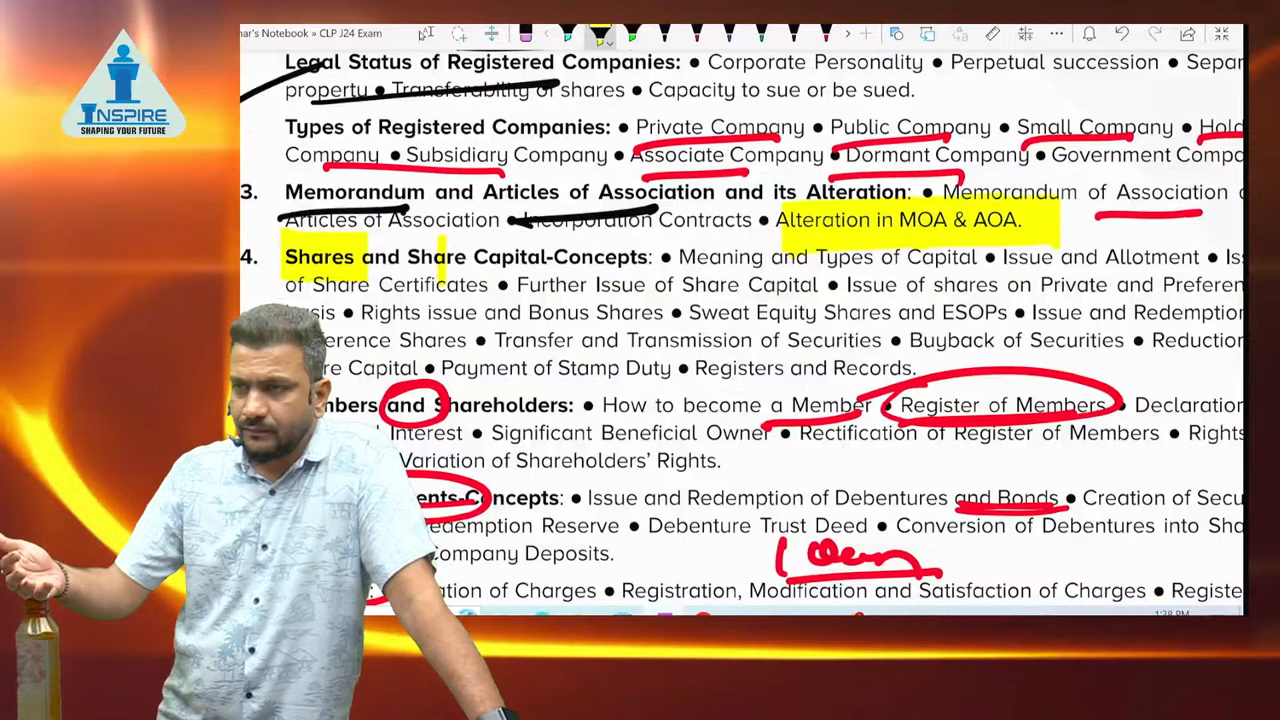 nar's Notebook » CLP J24 Exam
Legal Status of Registered Companies: • Corporate Personality • Perpetual succession • Separ
property • Transferability of shares • Capacity to sue or be sued.
Types of Registered Companies: • Private Company • Public Company • Small Company • Hold
Company • Subsidiary Company • Associate Company • Dormant Company • Government Compa
3. Memorandum and Articles of Association and its Alteration: • Memorandum of Association
Articles of Association • Incorporation Contracts • Alteration in MOA & AOA.
4. Shares and Share Capital-Concepts: • Meaning and Types of Capital • Issue and Allotment • Iss
of Share Certificates • Further Issue of Share Capital • Issue of shares on Private and Preferen
sis • Rights issue and Bonus Shares • Sweat Equity Shares and ESOPs • Issue and Redemption
erence Shares • Transfer and Transmission of Securities • Buyback of Securities • Reduction
re Capital • Payment of Stamp Duty • Registers and Records.
mbers and Shareholders: • How to become a Member • Register of Members • Declaration
Interest • Significant Beneficial Owner • Rectification of Register of Members • Rights
Variation of Shareholders' Rights.
ents-Concepts: • Issue and Redemption of Debentures and Bonds • Creation of Secu
edemption Reserve • Debenture Trust Deed • Conversion of Debentures into Sha
Company Deposits.
ation of Charges • Registration, Modification and Satisfaction of Charges • Registe
1:38 PM
INSPIRE
SHAPING YOUR FUTURE